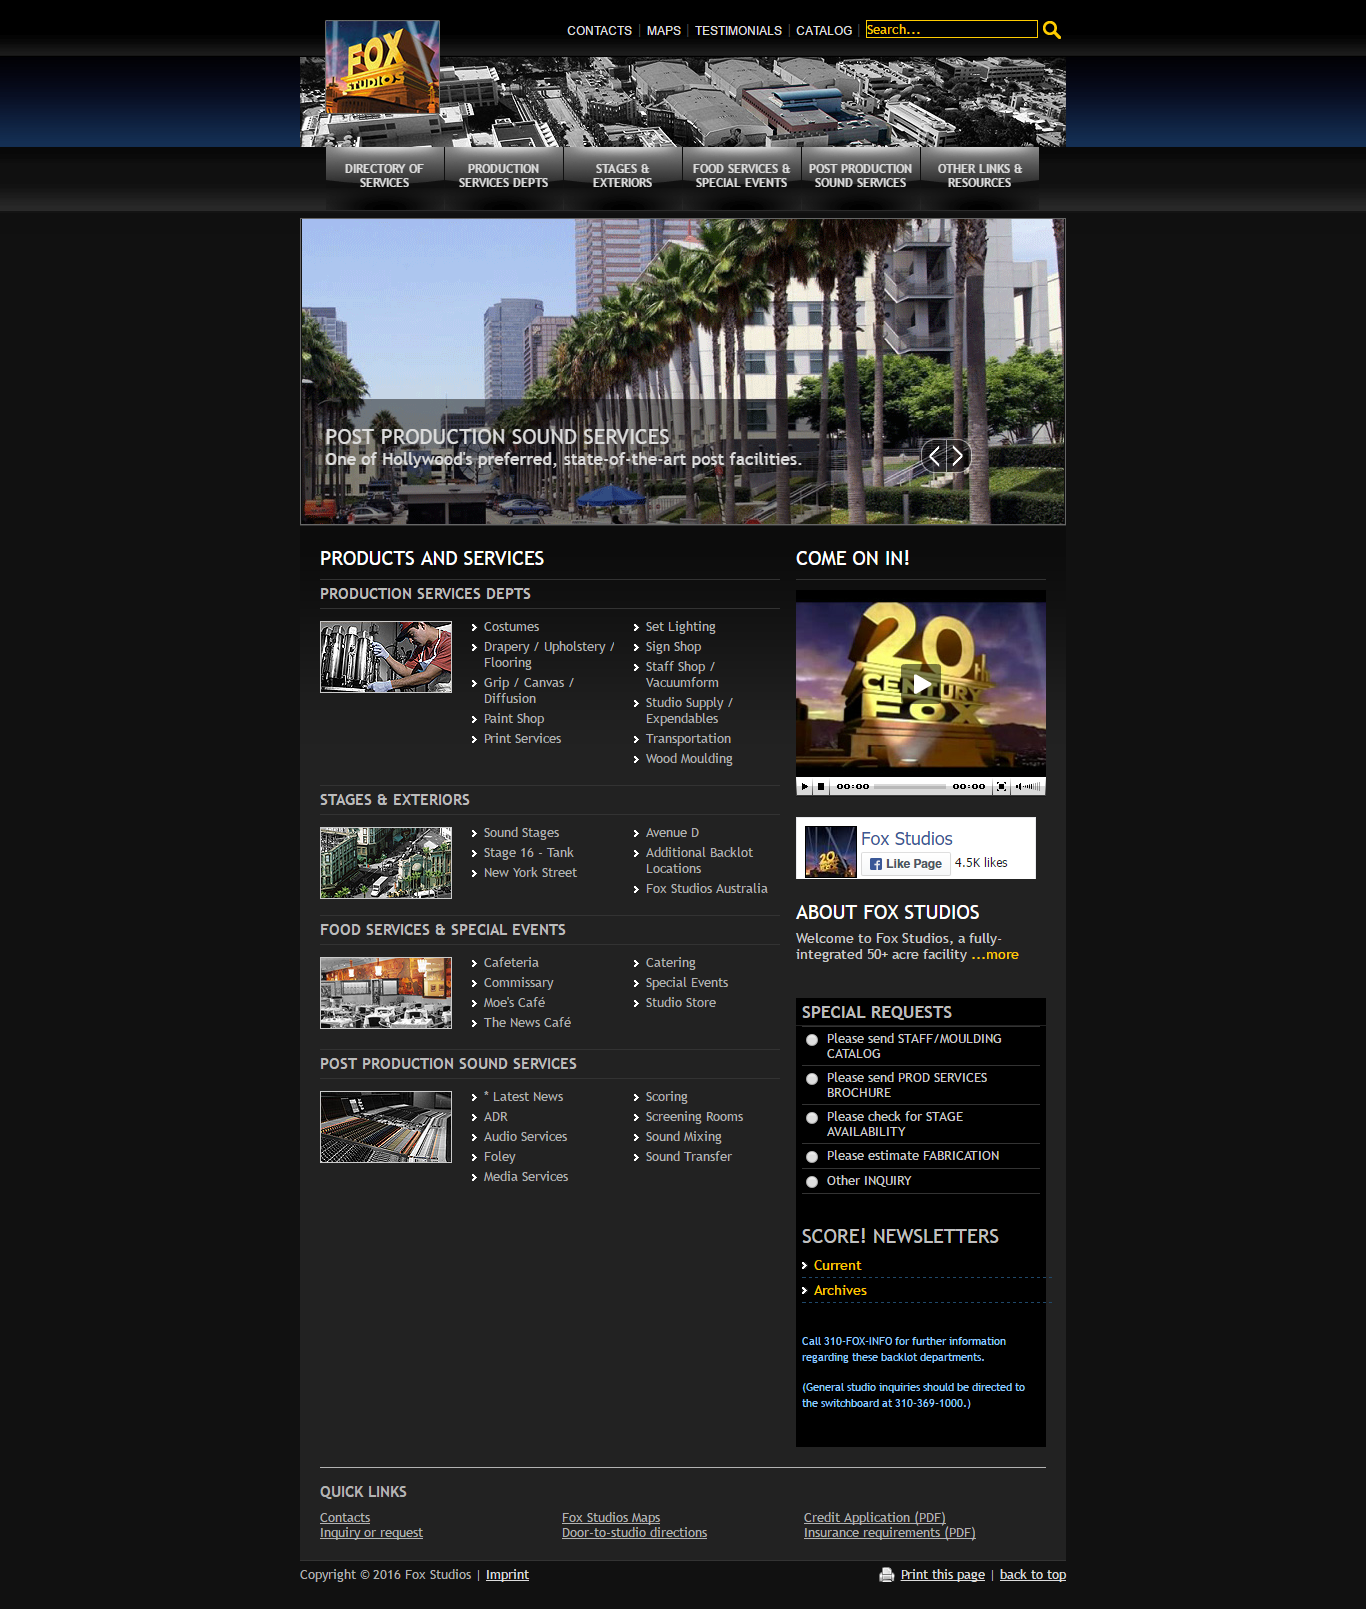 FOX
STUDIOS
CONTACTS | MAPS | TESTIMONIALS | CATALOG |
Search...
DIRECTORY OF
SERVICES
PRODUCTION
SERVICES DEPTS
STAGES &
EXTERIORS
FOOD SERVICES &
SPECIAL EVENTS
POST PRODUCTION
SOUND SERVICES
OTHER LINKS &
RESOURCES
POST PRODUCTION SOUND SERVICES
One of Hollywood's preferred, state-of-the-art post facilities.
PRODUCTS AND SERVICES
PRODUCTION SERVICES DEPTS
Costumes
Drapery / Upholstery /
Flooring
Grip / Canvas /
Diffusion
Paint Shop
Print Services
Set Lighting
Sign Shop
Staff Shop /
Vacuumform
Studio Supply /
Expendables
Transportation
Wood Moulding
STAGES & EXTERIORS
Sound Stages
Stage 16 - Tank
New York Street
Avenue D
Additional Backlot
Locations
Fox Studios Australia
FOOD SERVICES & SPECIAL EVENTS
Cafeteria
Commissary
Moe's Café
The News Café
Catering
Special Events
Studio Store
POST PRODUCTION SOUND SERVICES
* Latest News
ADR
Audio Services
Foley
Media Services
Scoring
Screening Rooms
Sound Mixing
Sound Transfer
COME ON IN!
20th
CENTURY
FOX
00:00 00:00
20
Fox Studios
Like Page 4.5K likes
ABOUT FOX STUDIOS
Welcome to Fox Studios, a fully-
integrated 50+ acre facility ...more
SPECIAL REQUESTS
Please send STAFF/MOULDING
CATALOG
Please send PROD SERVICES
BROCHURE
Please check for STAGE
AVAILABILITY
Please estimate FABRICATION
Other INQUIRY
SCORE! NEWSLETTERS
Current
Archives
Call 310-FOX-INFO for further information
regarding these backlot departments.
(General studio inquiries should be directed to
the switchboard at 310-369-1000.)
QUICK LINKS
Contacts
Inquiry or request
Fox Studios Maps
Door-to-studio directions
Credit Application (PDF)
Insurance requirements (PDF)
Copyright © 2016 Fox Studios | Imprint
Print this page | back to top